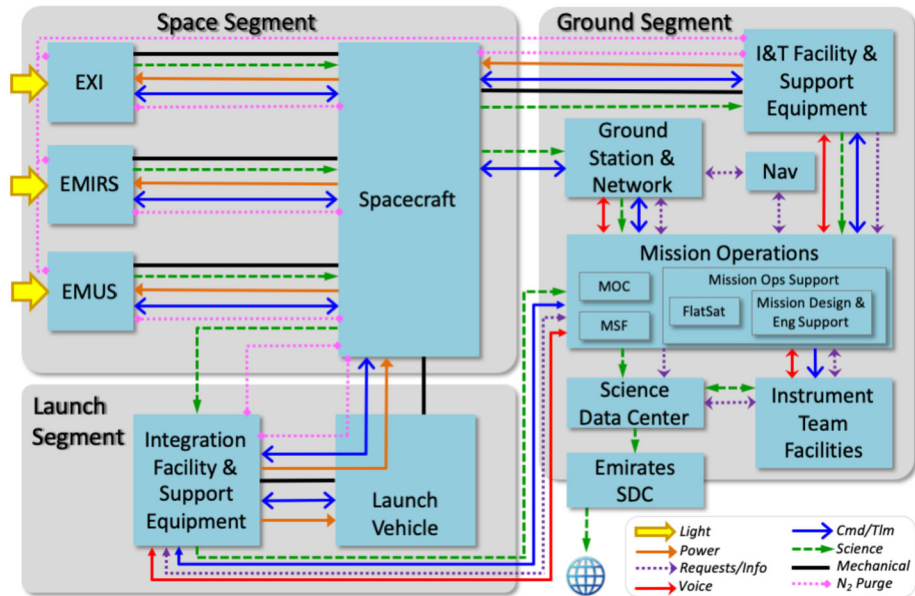 Space Segment
Ground Segment
EXI
EMIRS
EMUS
Spacecraft
I&T Facility &
Support
Equipment
Ground
Station &
Network
Nav
Mission Operations
MOC
MSF
Mission Ops Support
FlatSat
Mission Design &
Eng Support
Science
Data Center
Instrument
Team
Facilities
Emirates
SDC
Launch
Segment
Integration
Facility &
Support
Equipment
Launch
Vehicle
Light
Power
Requests/Info
Voice
Cmd/Tlm
Science
Mechanical
N₂ Purge